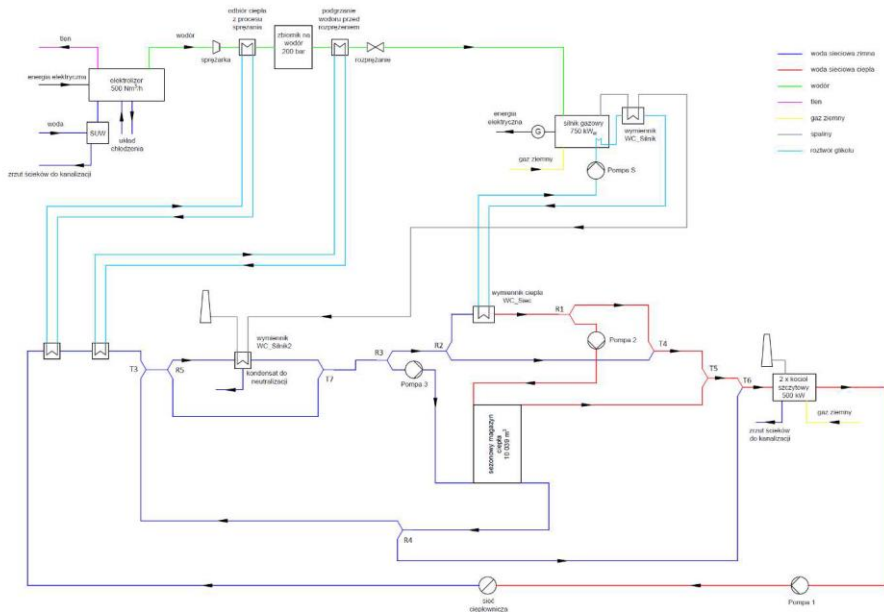 tlen
wodór
energia elektryczna
elektrolizer
500 Nm³/h
woda
SUW
układ
chłodzenia
zrzut ścieków do kanalizacji
sprężarka
odbiór ciepła
z procesu
sprężania
zbiornik na
wodór
200 bar
podgrzanie
wodoru przed
rozprężeniem
rozprężanie
energia
elektryczna
G
silnik gazowy
750 kWe
gaz ziemny
wymiennik
WC_Silnik
Pompa S
woda sieciowa zimna
woda sieciowa ciepła
wodór
tlen
gaz ziemny
spaliny
roztwór glikolu
wymiennik ciepła
WC_Sieć
wymiennik
WC_Silnik2
kondensat do
neutralizacji
T3
R5
T7
R3
Pompa 3
R2
R1
Pompa 2
T4
T5
T6
2 x kocioł
szczytowy
500 kW
gaz ziemny
zrzut ścieków
do kanalizacji
sezonowy magazyn
ciepła
10 039 m³
R4
sieć
ciepłownicza
Pompa 1